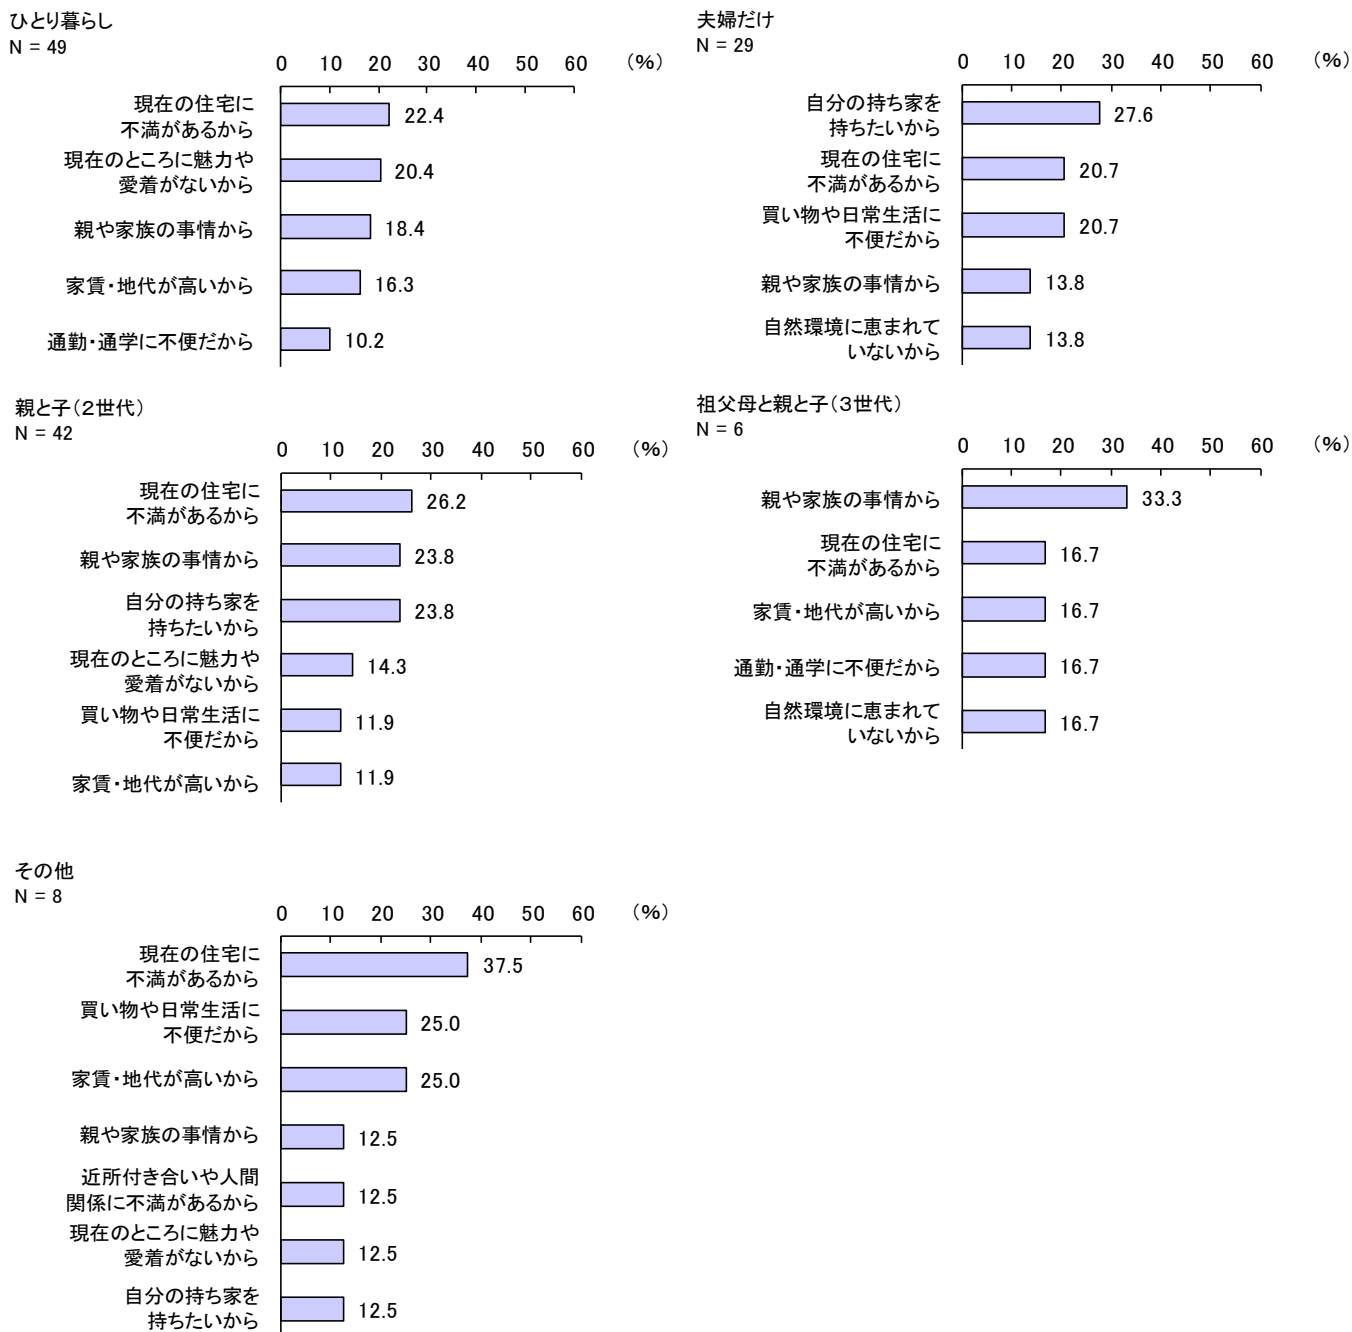 ひとり暮らし
N = 49
0 10 20 30 40 50 60 (%)
現在の住宅に
不満があるから
22.4
現在のところに魅力や
愛着がないから
20.4
親や家族の事情から
18.4
家賃・地代が高いから
16.3
通勤・通学に不便だから
10.2
夫婦だけ
N = 29
0 10 20 30 40 50 60 (%)
自分の持ち家を
持ちたいから
27.6
現在の住宅に
不満があるから
20.7
買い物や日常生活に
不便だから
20.7
親や家族の事情から
13.8
自然環境に恵まれて
いないから
13.8
親と子(2世代)
N = 42
0 10 20 30 40 50 60 (%)
現在の住宅に
不満があるから
26.2
親や家族の事情から
23.8
自分の持ち家を
持ちたいから
23.8
現在のところに魅力や
愛着がないから
14.3
買い物や日常生活に
不便だから
11.9
家賃・地代が高いから
11.9
祖父母と親と子(3世代)
N = 6
0 10 20 30 40 50 60 (%)
親や家族の事情から
33.3
現在の住宅に
不満があるから
16.7
家賃・地代が高いから
16.7
通勤・通学に不便だから
16.7
自然環境に恵まれて
いないから
16.7
その他
N = 8
0 10 20 30 40 50 60 (%)
現在の住宅に
不満があるから
37.5
買い物や日常生活に
不便だから
25.0
家賃・地代が高いから
25.0
親や家族の事情から
12.5
近所付き合いや人間
関係に不満があるから
12.5
現在のところに魅力や
愛着がないから
12.5
自分の持ち家を
持ちたいから
12.5